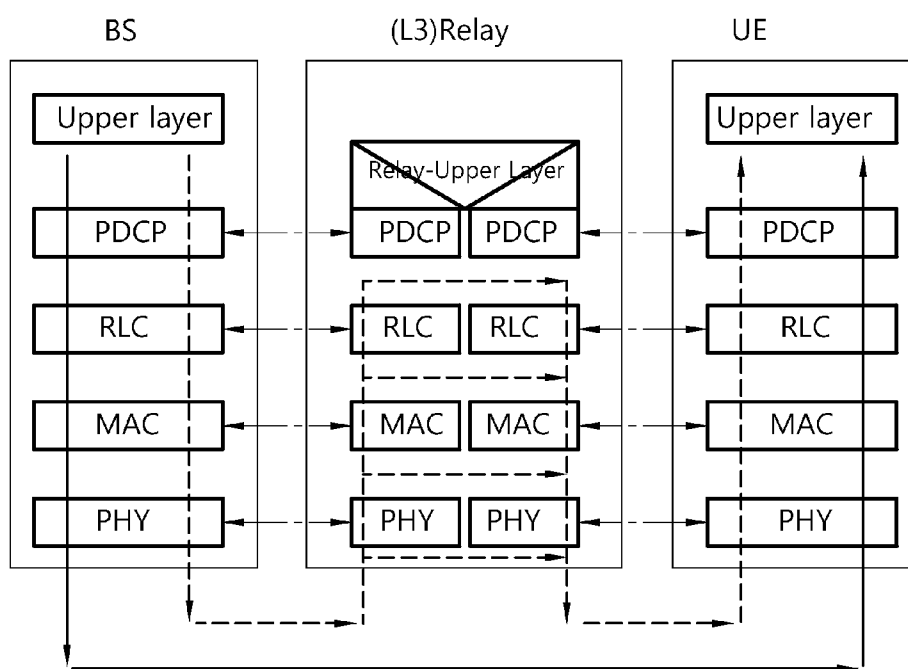 BS (L3)Relay UE
Upper layer Upper layer
Relay-Upper Layer
PDCP PDCP PDCP PDCP
RLC RLC RLC RLC
MAC MAC MAC MAC
PHY PHY PHY PHY